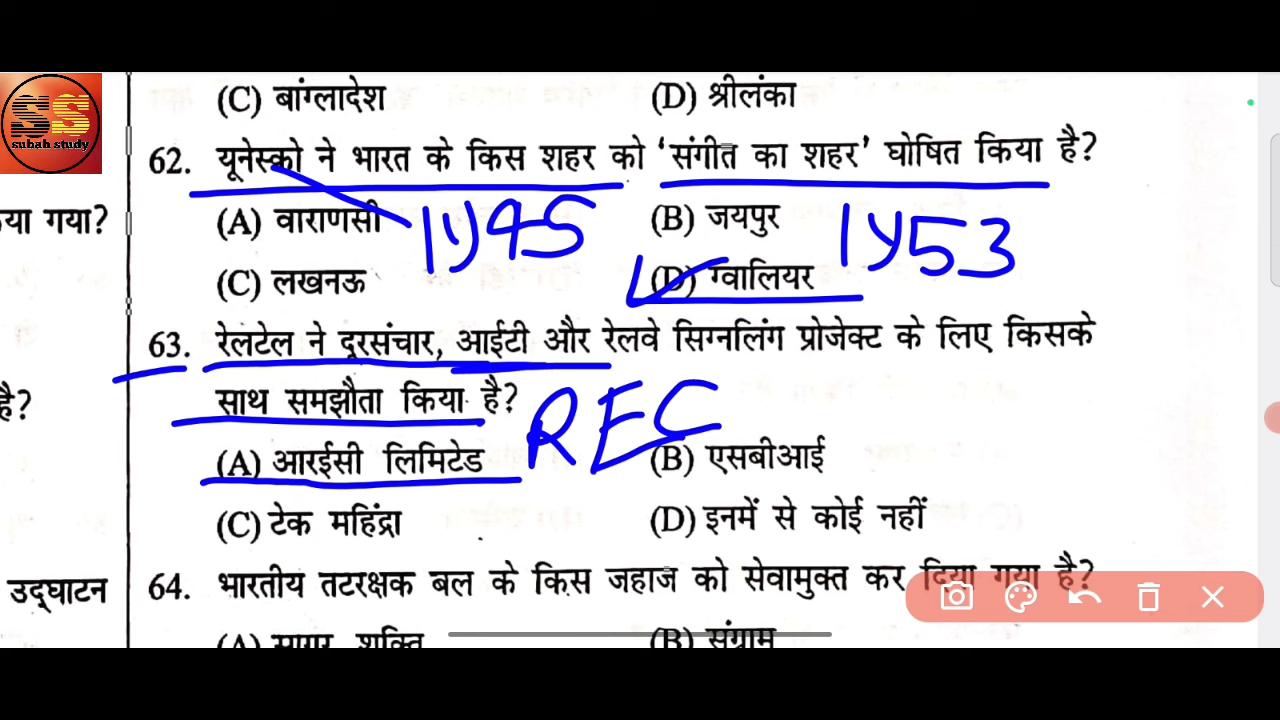 SS
subah study
(C) बांग्लादेश (D) श्रीलंका
62. यूनेस्को ने भारत के किस शहर को ‘संगीत का शहर’ घोषित किया है?
या गया?
(A) वाराणसी 1945 (B) जयपुर 1953
(C) लखनऊ (D) ग्वालियर
63. रेलटेल ने दूरसंचार, आईटी और रेलवे सिग्नलिंग प्रोजेक्ट के लिए किसके
है?
साथ समझौता किया है? REC
(A) आरईसी लिमिटेड (B) एसबीआई
(C) टेक महिंद्रा (D) इनमें से कोई नहीं
उद्घाटन
64. भारतीय तटरक्षक बल के किस जहाज को सेवामुक्त कर दिया गया है?
(A) सागर शक्ति (B) संग्राम